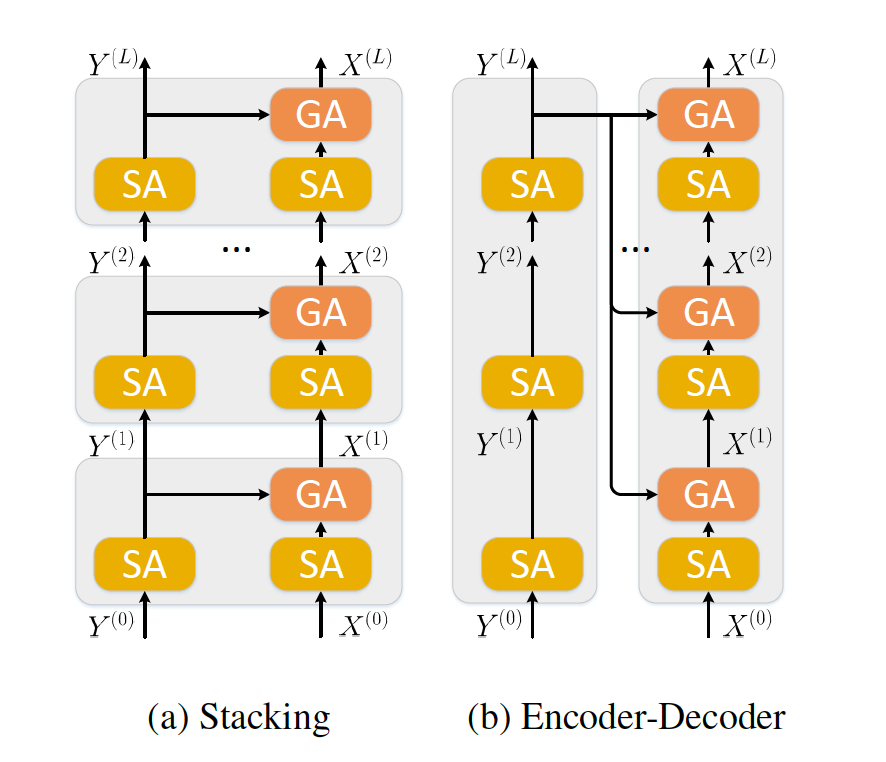 Y^(L) X^(L) Y^(L) X^(L)
GA GA
SA SA SA SA
... ...
Y^(2) X^(2) Y^(2) X^(2)
GA GA
SA SA SA SA
Y^(1) X^(1) Y^(1) X^(1)
GA GA
SA SA SA SA
Y^(0) X^(0) Y^(0) X^(0)
(a) Stacking (b) Encoder-Decoder